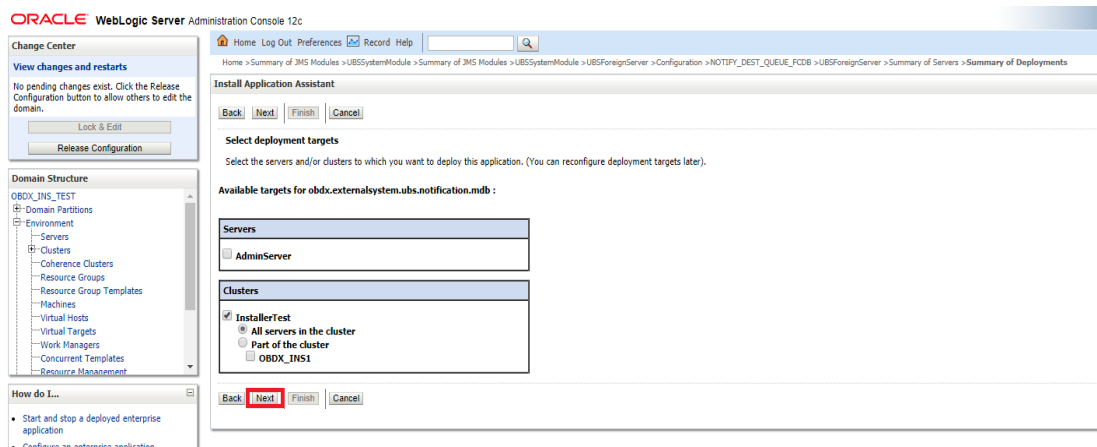 ORACLE WebLogic Server Administration Console 12c
Change Center
View changes and restarts
No pending changes exist. Click the Release
Configuration button to allow others to edit the
domain.
Lock & Edit
Release Configuration
Domain Structure
OBDX_INS_TEST
Domain Partitions
Environment
Servers
Clusters
Coherence Clusters
Resource Groups
Resource Group Templates
Machines
Virtual Hosts
Virtual Targets
Work Managers
Concurrent Templates
Resource Management
How do I...
Start and stop a deployed enterprise
application
Configure an enterprise application
Home Log Out Preferences Record Help
Home >Summary of JMS Modules >UBSSystemModule >Summary of JMS Modules >UBSSystemModule >UBSForeignServer >Configuration >NOTIFY_DEST_QUEUE_FCDB >UBSForeignServer >Summary of Servers >Summary of Deployments
Install Application Assistant
Back Next Finish Cancel
Select deployment targets
Select the servers and/or clusters to which you want to deploy this application. (You can reconfigure deployment targets later).
Available targets for obdx.externalsystem.ubs.notification.mdb :
Servers
AdminServer
Clusters
InstallerTest
All servers in the cluster
Part of the cluster
OBDX_INS1
Back Next Finish Cancel